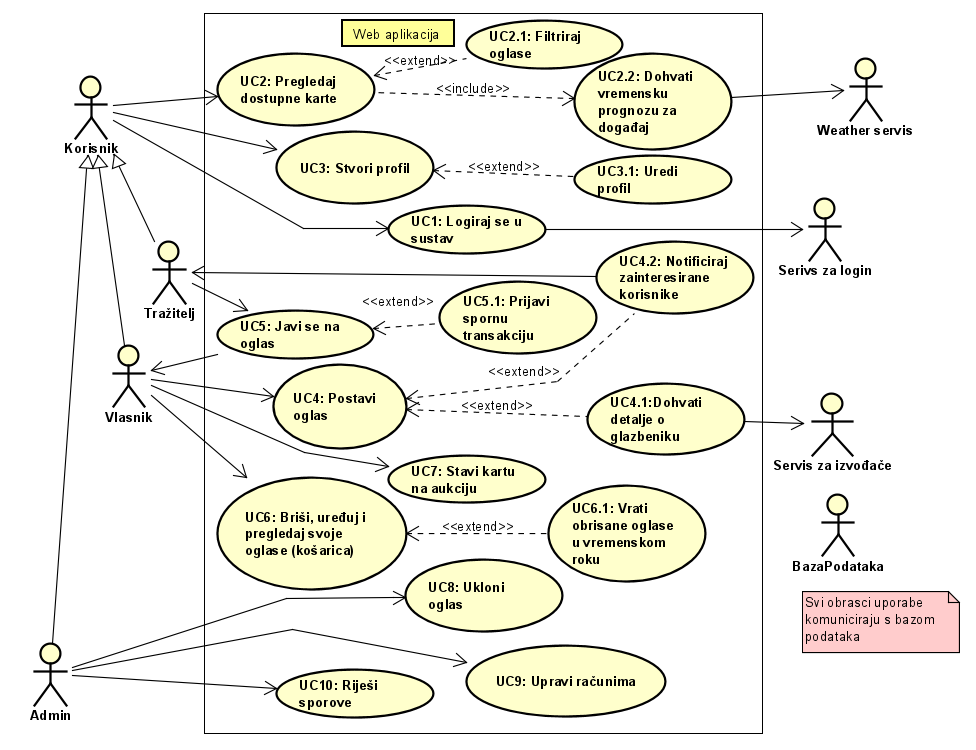 Web aplikacija
UC2.1: Filtriraj
oglase
<<extend>>
UC2: Pregledaj
dostupne karte
<<include>>
UC2.2: Dohvati
vremensku
prognozu za
događaj
Weather servis
Korisnik
UC3: Stvori profil
<<extend>>
UC3.1: Uredi
profil
UC1: Logiraj se u
sustav
Serivs za login
UC4.2: Notificiraj
zainteresirane
korisnike
Tražitelj
<<extend>>
UC5.1: Prijavi
spornu
transakciju
UC5: Javi se na
oglas
Vlasnik
<<extend>>
UC4: Postavi
oglas
<<extend>>
UC4.1:Dohvati
detalje o
glazbeniku
Servis za izvođače
UC7: Stavi kartu
na aukciju
UC6: Briši, uređuj i
pregledaj svoje
oglase (košarica)
<<extend>>
UC6.1: Vrati
obrisane oglase
u vremenskom
roku
BazaPodataka
Svi obrasci uporabe
komuniciraju s bazom
podataka
UC8: Ukloni
oglas
UC9: Upravi računima
UC10: Riješi
sporove
Admin